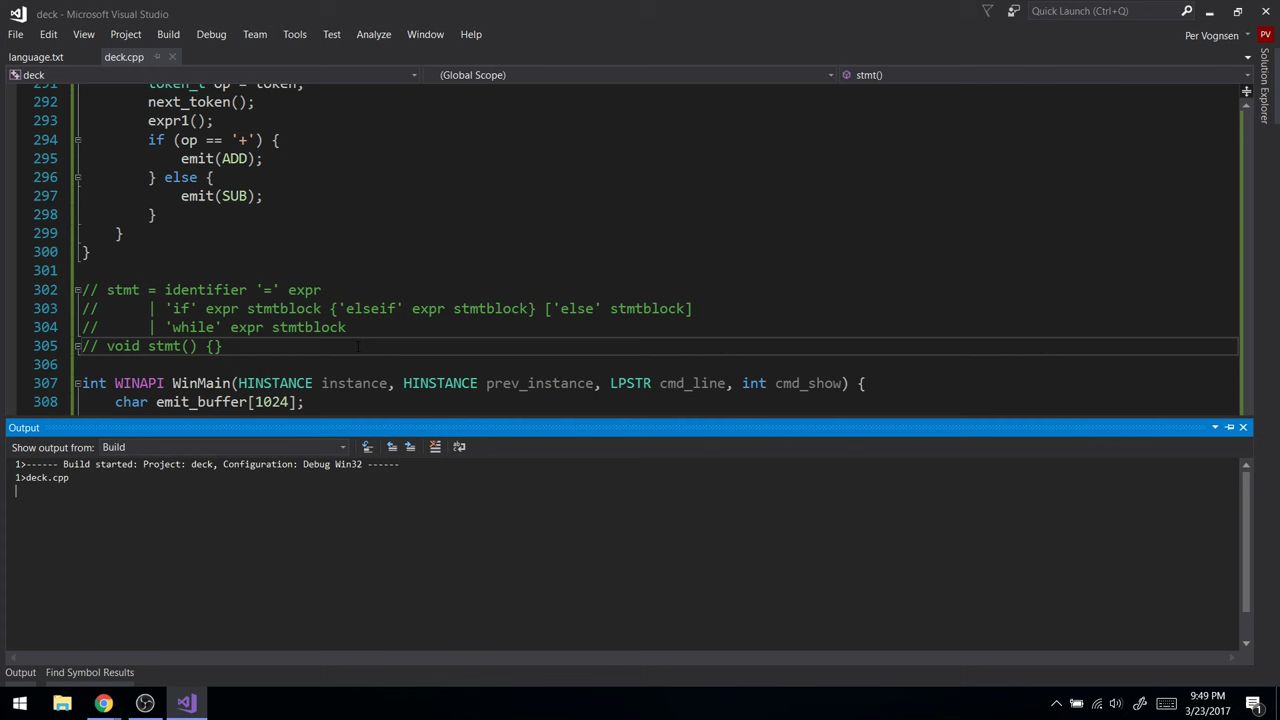 deck - Microsoft Visual Studio
Quick Launch (Ctrl+Q)
File Edit View Project Build Debug Team Tools Test Analyze Window Help
Per Vognsen PV
language.txt deck.cpp
deck (Global Scope) stmt()
Solution Explorer
291 token_t op = token;
292 next_token();
293 expr1();
294 if (op == '+') {
295 emit(ADD);
296 } else {
297 emit(SUB);
298 }
299 }
300 }
301
302 // stmt = identifier '=' expr
303 // | 'if' expr stmtblock {'elseif' expr stmtblock} ['else' stmtblock]
304 // | 'while' expr stmtblock
305 // void stmt() {}
306
307 int WINAPI WinMain(HINSTANCE instance, HINSTANCE prev_instance, LPSTR cmd_line, int cmd_show) {
308 char emit_buffer[1024];
Output
Show output from: Build
1>------ Build started: Project: deck, Configuration: Debug Win32 ------
1>deck.cpp
Output Find Symbol Results
9:49 PM
3/23/2017
1